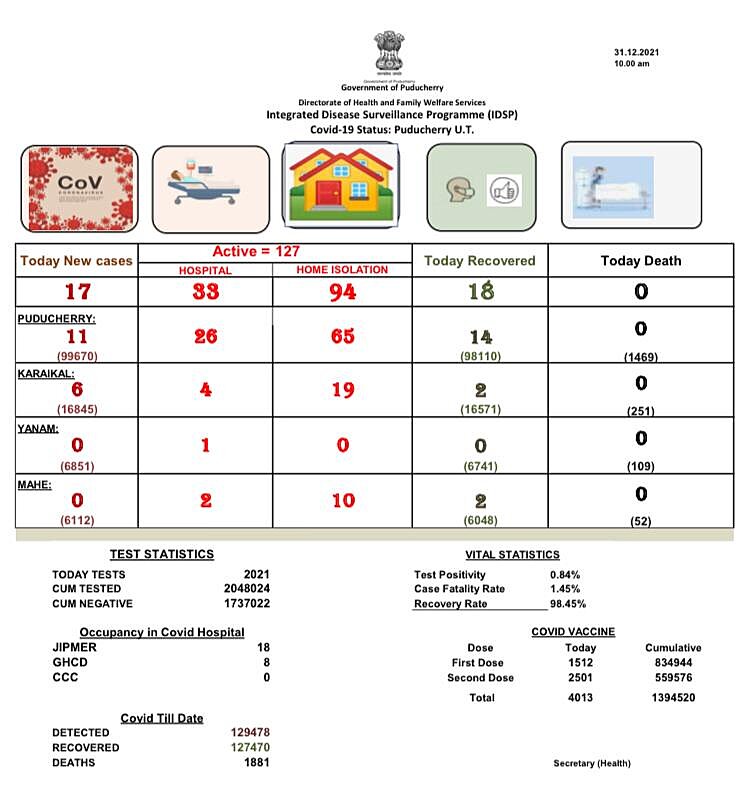 31.12.2021
10.00 am
Government of Puducherry
Government of Puducherry
Directorate of Health and Family Welfare Services
Integrated Disease Surveillance Programme (IDSP)
Covid-19 Status: Puducherry U.T.
CoV
CORONAVIRUS
Today New cases
Active = 127
HOSPITAL
HOME ISOLATION
Today Recovered
Today Death
17 33 94 18 0
PUDUCHERRY:
11 26 65 14 0
(99670) (98110) (1469)
KARAIKAL:
6 4 19 2 0
(16845) (16571) (251)
YANAM:
0 1 0 0 0
(6851) (6741) (109)
MAHE:
0 2 10 2 0
(6112) (6048) (52)
TEST STATISTICS
TODAY TESTS 2021
CUM TESTED 2048024
CUM NEGATIVE 1737022
VITAL STATISTICS
Test Positivity 0.84%
Case Fatality Rate 1.45%
Recovery Rate 98.45%
Occupancy in Covid Hospital
JIPMER 18
GHCD 8
CCC 0
COVID VACCINE
Dose Today Cumulative
First Dose 1512 834944
Second Dose 2501 559576
Total 4013 1394520
Covid Till Date
DETECTED 129478
RECOVERED 127470
DEATHS 1881
Secretary (Health)